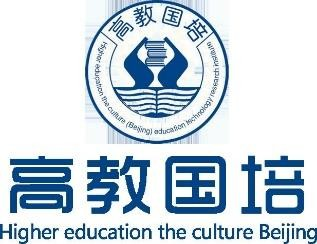 高教国培
Higher education the culture (Beijing) education technology research institute
高教国培
Higher education the culture Beijing